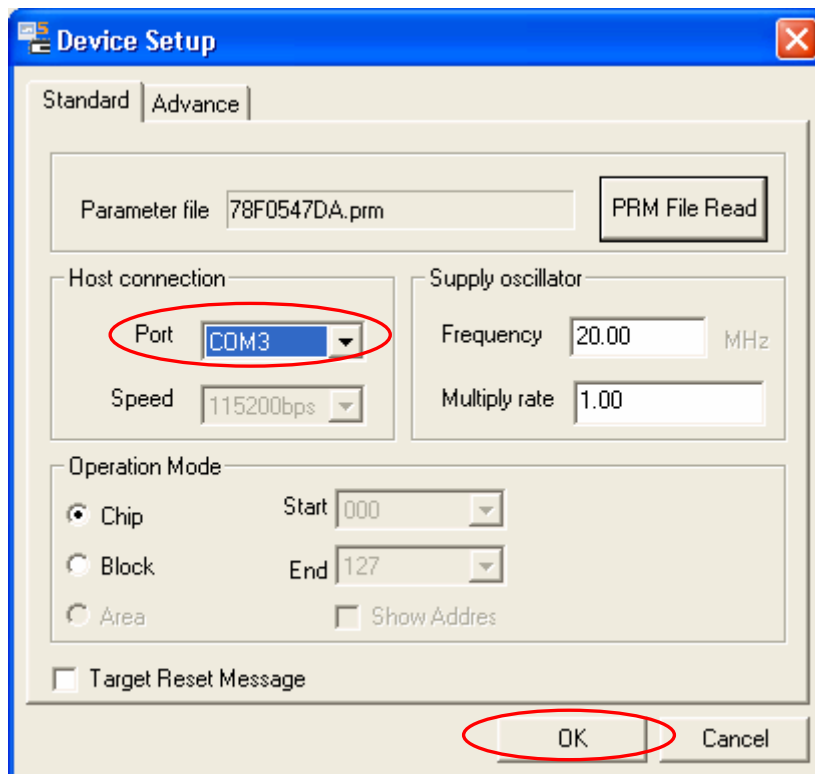 Device Setup
Standard Advance
Parameter file 78F0547DA.prm PRM File Read
Host connection Supply oscillator
Port COM3 Frequency 20.00 MHz
Speed 115200bps Multiply rate 1.00
Operation Mode
Chip Start 000
Block End 127
Area Show Addres
Target Reset Message
OK Cancel